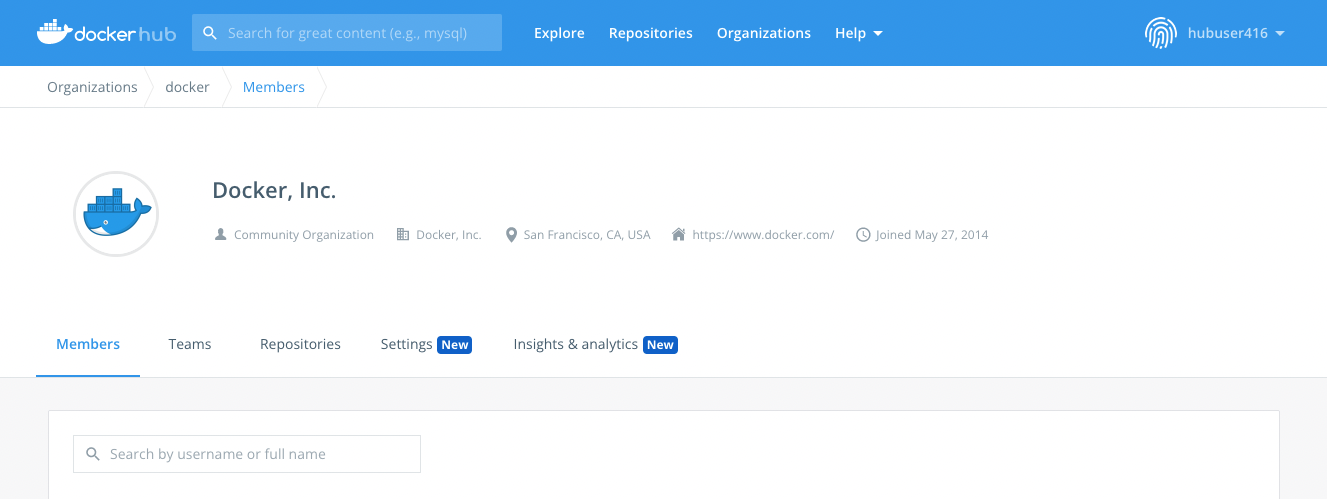 dockerhub Search for great content (e.g., mysql) Explore Repositories Organizations Help hubuser416
Organizations docker Members
Docker, Inc.
Community Organization Docker, Inc. San Francisco, CA, USA https://www.docker.com/ Joined May 27, 2014
Members Teams Repositories Settings New Insights & analytics New
Search by username or full name